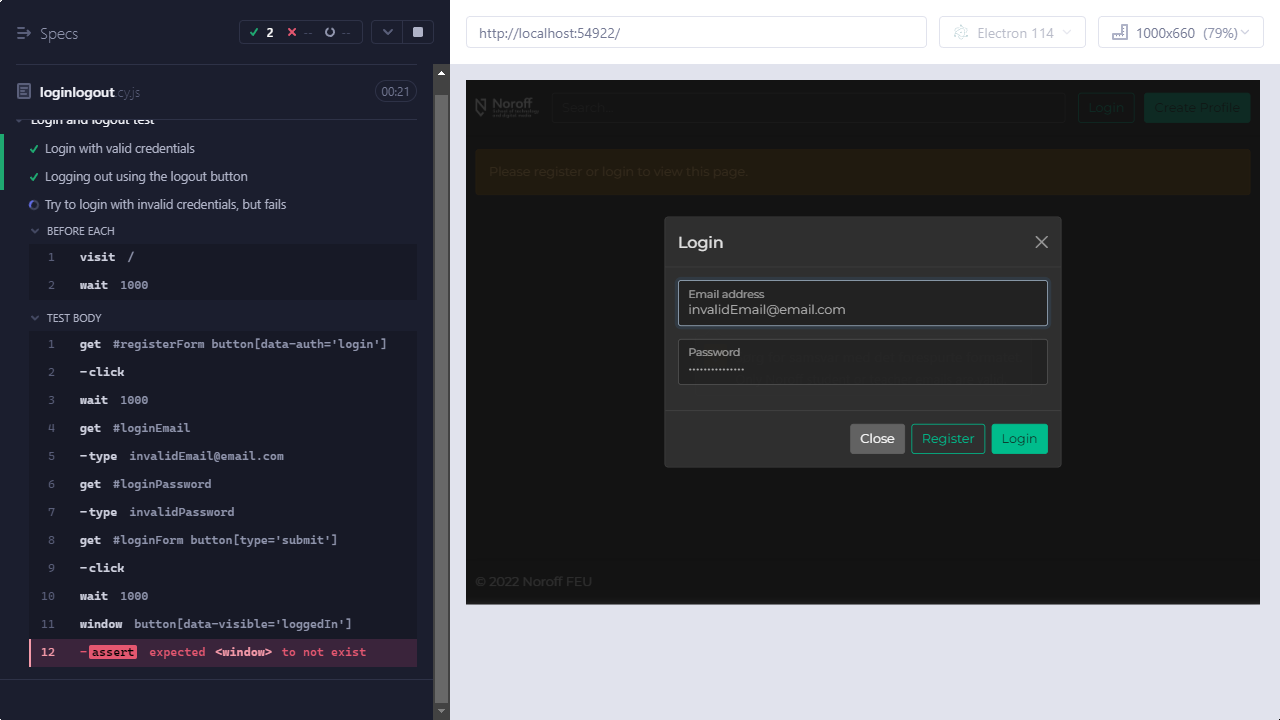 Specs
2
--
--
http://localhost:54922/
Electron 114
1000x660 (79%)
loginlogout cy.js
00:21
Login and logout test
Login with valid credentials
Logging out using the logout button
Try to login with invalid credentials, but fails
BEFORE EACH
1 visit /
2 wait 1000
TEST BODY
1 get #registerForm button[data-auth='login']
2 -click
3 wait 1000
4 get #loginEmail
5 -type invalidEmail@email.com
6 get #loginPassword
7 -type invalidPassword
8 get #loginForm button[type='submit']
9 -click
10 wait 1000
11 window button[data-visible='loggedIn']
12 -assert expected <window> to not exist
Noroff
School of technology
and digital media
Search...
Login
Create Profile
Please register or login to view this page.
Login
Email address
invalidEmail@email.com
Password
•••••••••••••••
Close
Register
Login
© 2022 Noroff FEU